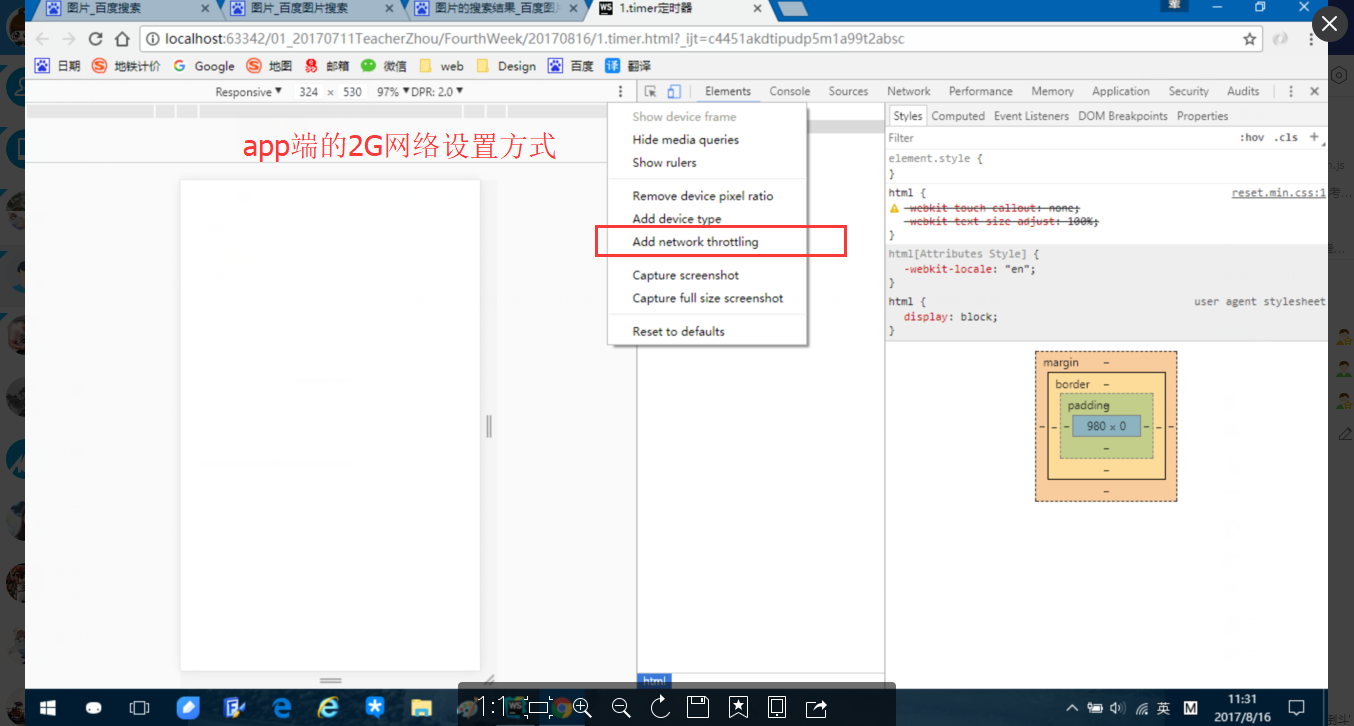 图片_百度搜索
图片_百度图片搜索
图片的搜索结果_百度图
WS 1.timer定时器
localhost:63342/01_20170711TeacherZhou/FourthWeek/20170816/1.timer.html?_ijt=c4451akdtipudp5m1a99t2absc
日期 地铁计价 Google 地图 邮箱 微信 web Design 百度 译 翻译
Responsive ▼ 324 × 530 97% ▼ DPR: 2.0 ▼
Elements Console Sources Network Performance Memory Application Security Audits
app端的2G网络设置方式
Show device frame
Hide media queries
Show rulers
Remove device pixel ratio
Add device type
Add network throttling
Capture screenshot
Capture full size screenshot
Reset to defaults
html
Styles Computed Event Listeners DOM Breakpoints Properties
Filter :hov .cls +
element.style {
}
html { reset.min.css:1
-webkit-touch-callout: none;
-webkit-text-size-adjust: 100%;
}
html[Attributes Style] {
-webkit-locale: "en";
}
html { user agent stylesheet
display: block;
}
margin –
border –
padding –
– – – 980 × 0 – – –
–
–
–
1:1
英 M
11:31
2017/8/16